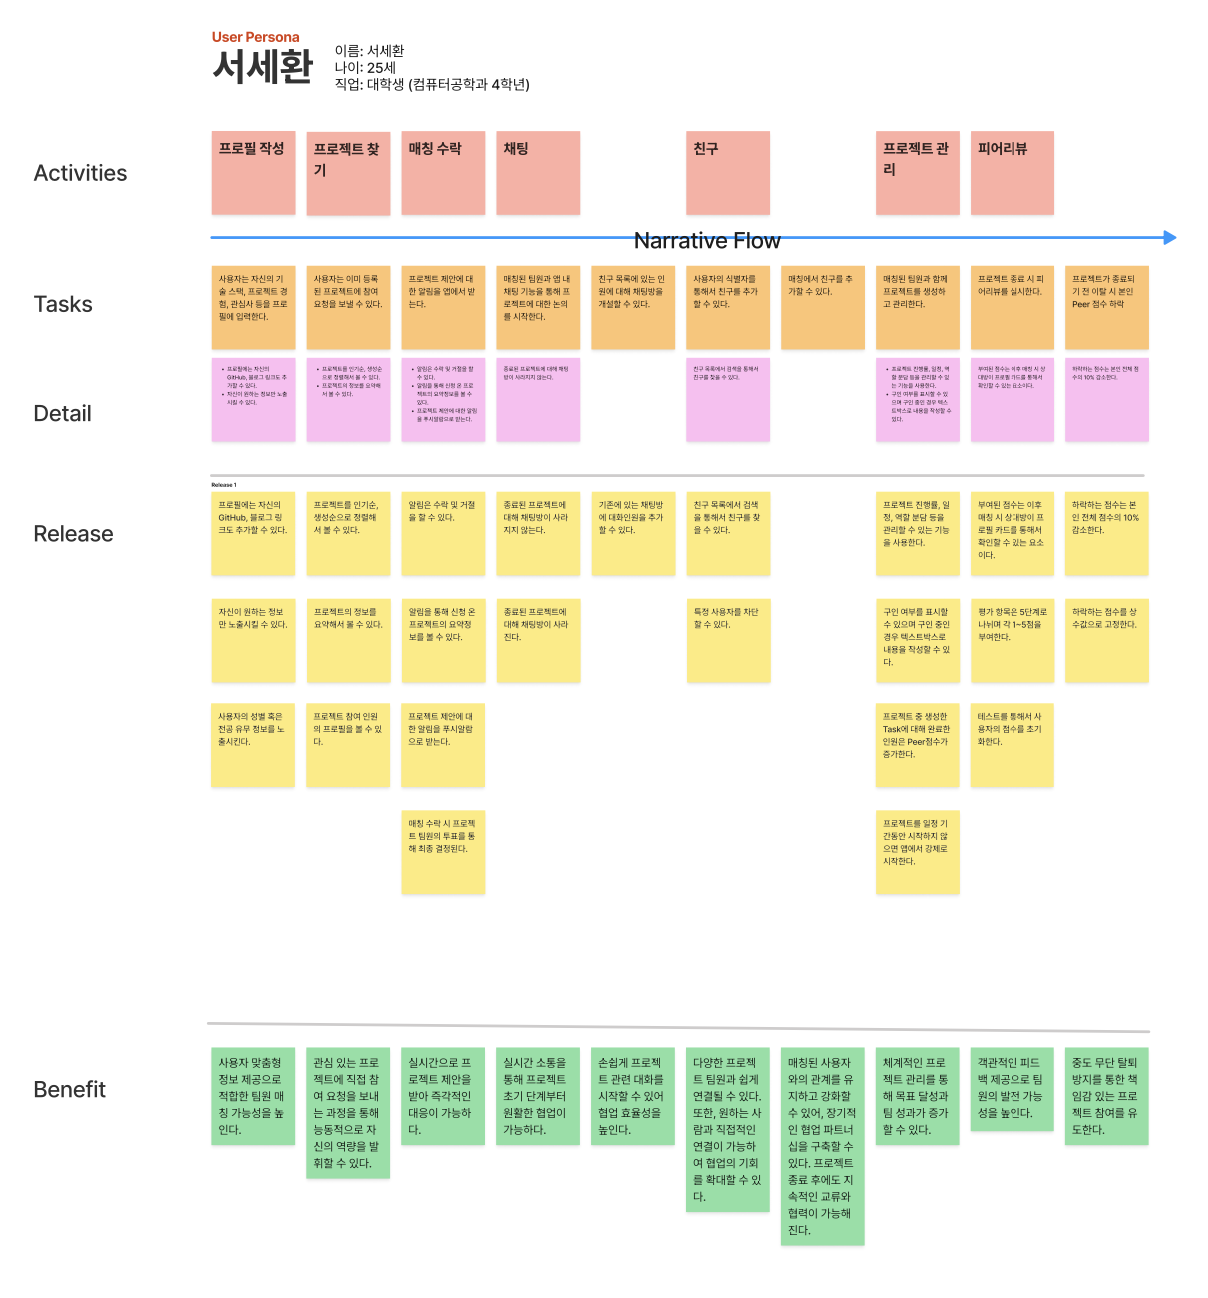 User Persona
서세환
이름: 서세환
나이: 25세
직업: 대학생 (컴퓨터공학과 4학년)
Activities
프로필 작성
프로젝트 찾
기
매칭 수락
채팅
친구
프로젝트 관
리
피어리뷰
Narrative Flow
Tasks
사용자는 자신의 기
술 스택, 프로젝트 경
험, 관심사 등을 프로
필에 입력한다.
사용자는 이미 등록
된 프로젝트에 참여
요청을 보낼 수 있다.
프로젝트 제안에 대
한 알림을 앱에서 받
는다.
매칭된 팀원과 앱 내
채팅 기능을 통해 프
로젝트에 대한 논의
를 시작한다.
친구 목록에 있는 인
원에 대해 채팅방을
개설할 수 있다.
사용자의 식별자를
통해서 친구를 추가
할 수 있다.
매칭에서 친구를 추
가할 수 있다.
매칭된 팀원과 함께
프로젝트를 생성하
고 관리한다.
프로젝트 종료 시 피
어리뷰를 실시한다.
프로젝트가 종료되
기 전 이탈 시 본인
Peer 점수 하락
Detail
• 프로필에는 자신의
GitHub, 블로그 링크도 추
가할 수 있다.
• 자신이 원하는 정보만 노출
시킬 수 있다.
• 프로젝트를 인기순, 생성순
으로 정렬해서 볼 수 있다.
• 프로젝트의 정보를 요약해
서 볼 수 있다.
• 알림은 수락 및 거절을 할
수 있다.
• 알림을 통해 신청 온 프로
젝트의 요약정보를 볼 수
있다.
• 프로젝트 제안에 대한 알림
을 푸시알람으로 받는다.
종료된 프로젝트에 대해 채팅
방이 사라지지 않는다.
친구 목록에서 검색을 통해서
친구를 찾을 수 있다.
• 프로젝트 진행률, 일정, 역
할 분담 등을 관리할 수 있
는 기능을 사용한다.
• 구인 여부를 표시할 수 있
으며 구인 중인 경우 텍스
트박스로 내용을 작성할 수
있다.
부여된 점수는 이후 매칭 시 상
대방이 프로필 카드를 통해서
확인할 수 있는 요소이다.
하락하는 점수는 본인 전체 점
수의 10% 감소한다.
Release 1
Release
프로필에는 자신의
GitHub, 블로그 링
크도 추가할 수 있다.
프로젝트를 인기순,
생성순으로 정렬해
서 볼 수 있다.
알림은 수락 및 거절
을 할 수 있다.
종료된 프로젝트에
대해 채팅방이 사라
지지 않는다.
기존에 있는 채팅방
에 대화인원을 추가
할 수 있다.
친구 목록에서 검색
을 통해서 친구를 찾
을 수 있다.
프로젝트 진행률, 일
정, 역할 분담 등을
관리할 수 있는 기능
을 사용한다.
부여된 점수는 이후
매칭 시 상대방이 프
로필 카드를 통해서
확인할 수 있는 요소
이다.
하락하는 점수는 본
인 전체 점수의 10%
감소한다.
자신이 원하는 정보
만 노출시킬 수 있다.
프로젝트의 정보를
요약해서 볼 수 있다.
알림을 통해 신청 온
프로젝트의 요약정
보를 볼 수 있다.
종료된 프로젝트에
대해 채팅방이 사라
진다.
특정 사용자를 차단
할 수 있다.
구인 여부를 표시할
수 있으며 구인 중인
경우 텍스트박스로
내용을 작성할 수 있
다.
평가 항목은 5단계로
나뉘며 각 1~5점을
부여한다.
하락하는 점수를 상
수값으로 고정한다.
사용자의 성별 혹은
전공 유무 정보를 노
출시킨다.
프로젝트 참여 인원
의 프로필을 볼 수 있
다.
프로젝트 제안에 대
한 알림을 푸시알람
으로 받는다.
프로젝트 중 생성한
Task에 대해 완료한
인원은 Peer점수가
증가한다.
테스트를 통해서 사
용자의 점수를 초기
화한다.
매칭 수락 시 프로젝
트 팀원의 투표를 통
해 최종 결정된다.
프로젝트를 일정 기
간동안 시작하지 않
으면 앱에서 강제로
시작한다.
Benefit
사용자 맞춤형
정보 제공으로
적합한 팀원 매
칭 가능성을 높
인다.
관심 있는 프로
젝트에 직접 참
여 요청을 보내
는 과정을 통해
능동적으로 자
신의 역량을 발
휘할 수 있다.
실시간으로 프
로젝트 제안을
받아 즉각적인
대응이 가능하
다.
실시간 소통을
통해 프로젝트
초기 단계부터
원활한 협업이
가능하다.
손쉽게 프로젝
트 관련 대화를
시작할 수 있어
협업 효율성을
높인다.
다양한 프로젝
트 팀원과 쉽게
연결될 수 있다.
또한, 원하는 사
람과 직접적인
연결이 가능하
여 협업의 기회
를 확대할 수 있
다.
매칭된 사용자
와의 관계를 유
지하고 강화할
수 있어, 장기적
인 협업 파트너
십을 구축할 수
있다. 프로젝트
종료 후에도 지
속적인 교류와
협력이 가능해
진다.
체계적인 프로
젝트 관리를 통
해 목표 달성과
팀 성과가 증가
할 수 있다.
객관적인 피드
백 제공으로 팀
원의 발전 가능
성을 높인다.
중도 무단 탈퇴
방지를 통한 책
임감 있는 프로
젝트 참여를 유
도한다.